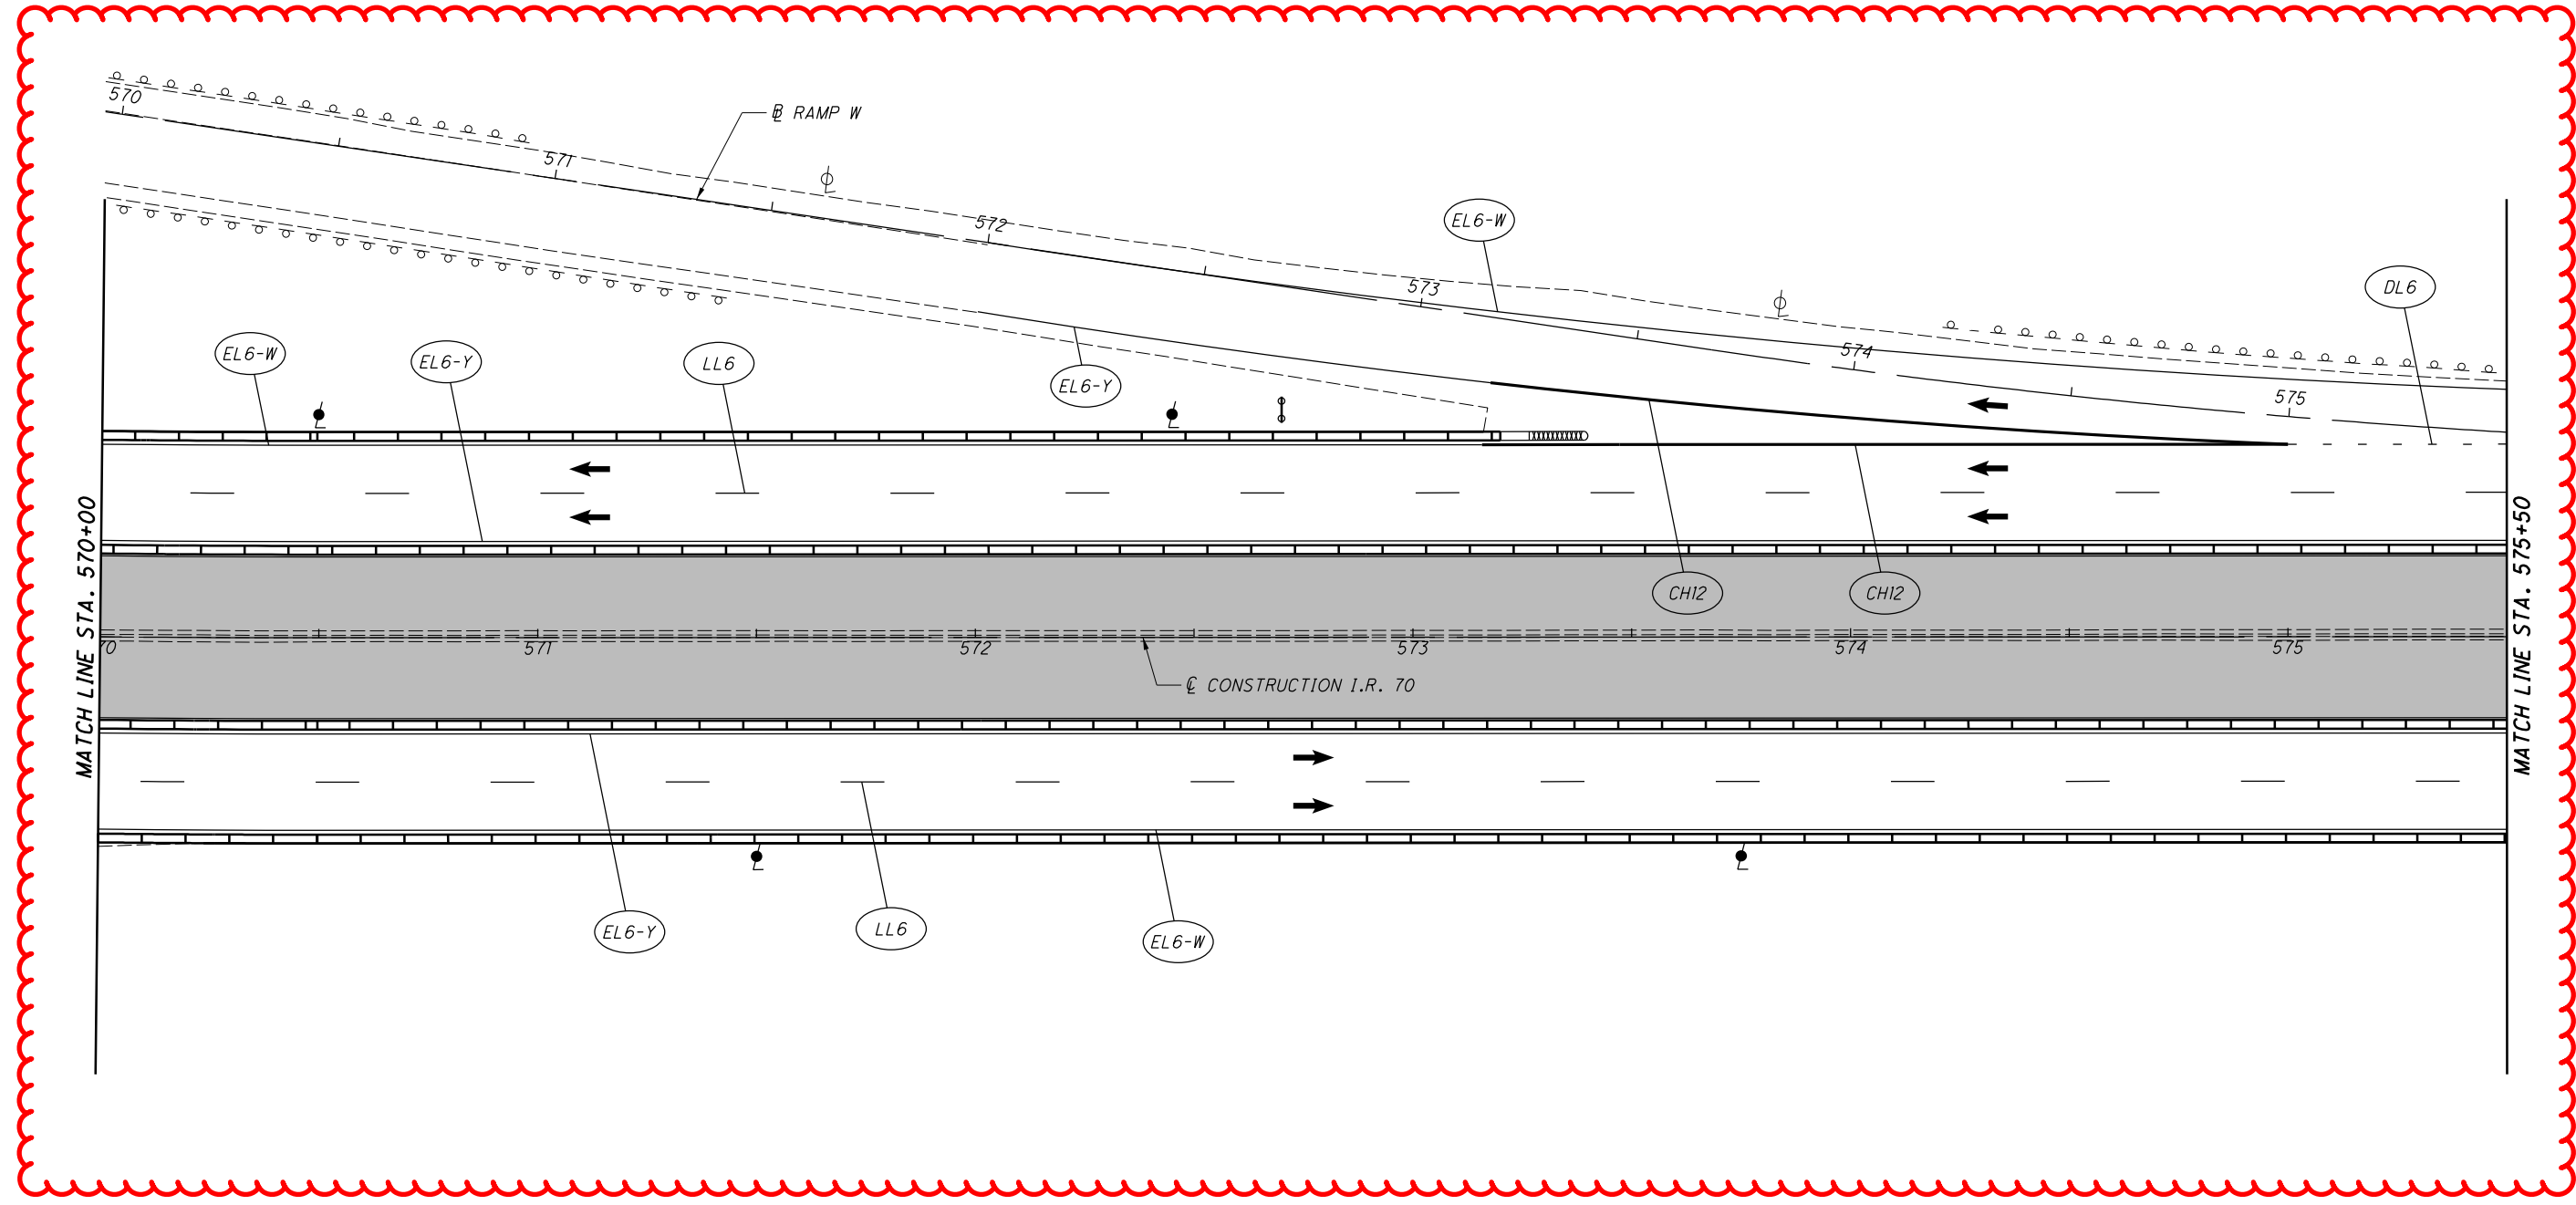 570
℄ RAMP W
571
572
EL6-W
573
DL6
EL6-W
EL6-Y
LL6
EL6-Y
574
575
MATCH LINE STA. 570+00
MATCH LINE STA. 575+50
CH12
CH12
70
571
572
573
574
575
℄ CONSTRUCTION I.R. 70
EL6-Y
LL6
EL6-W